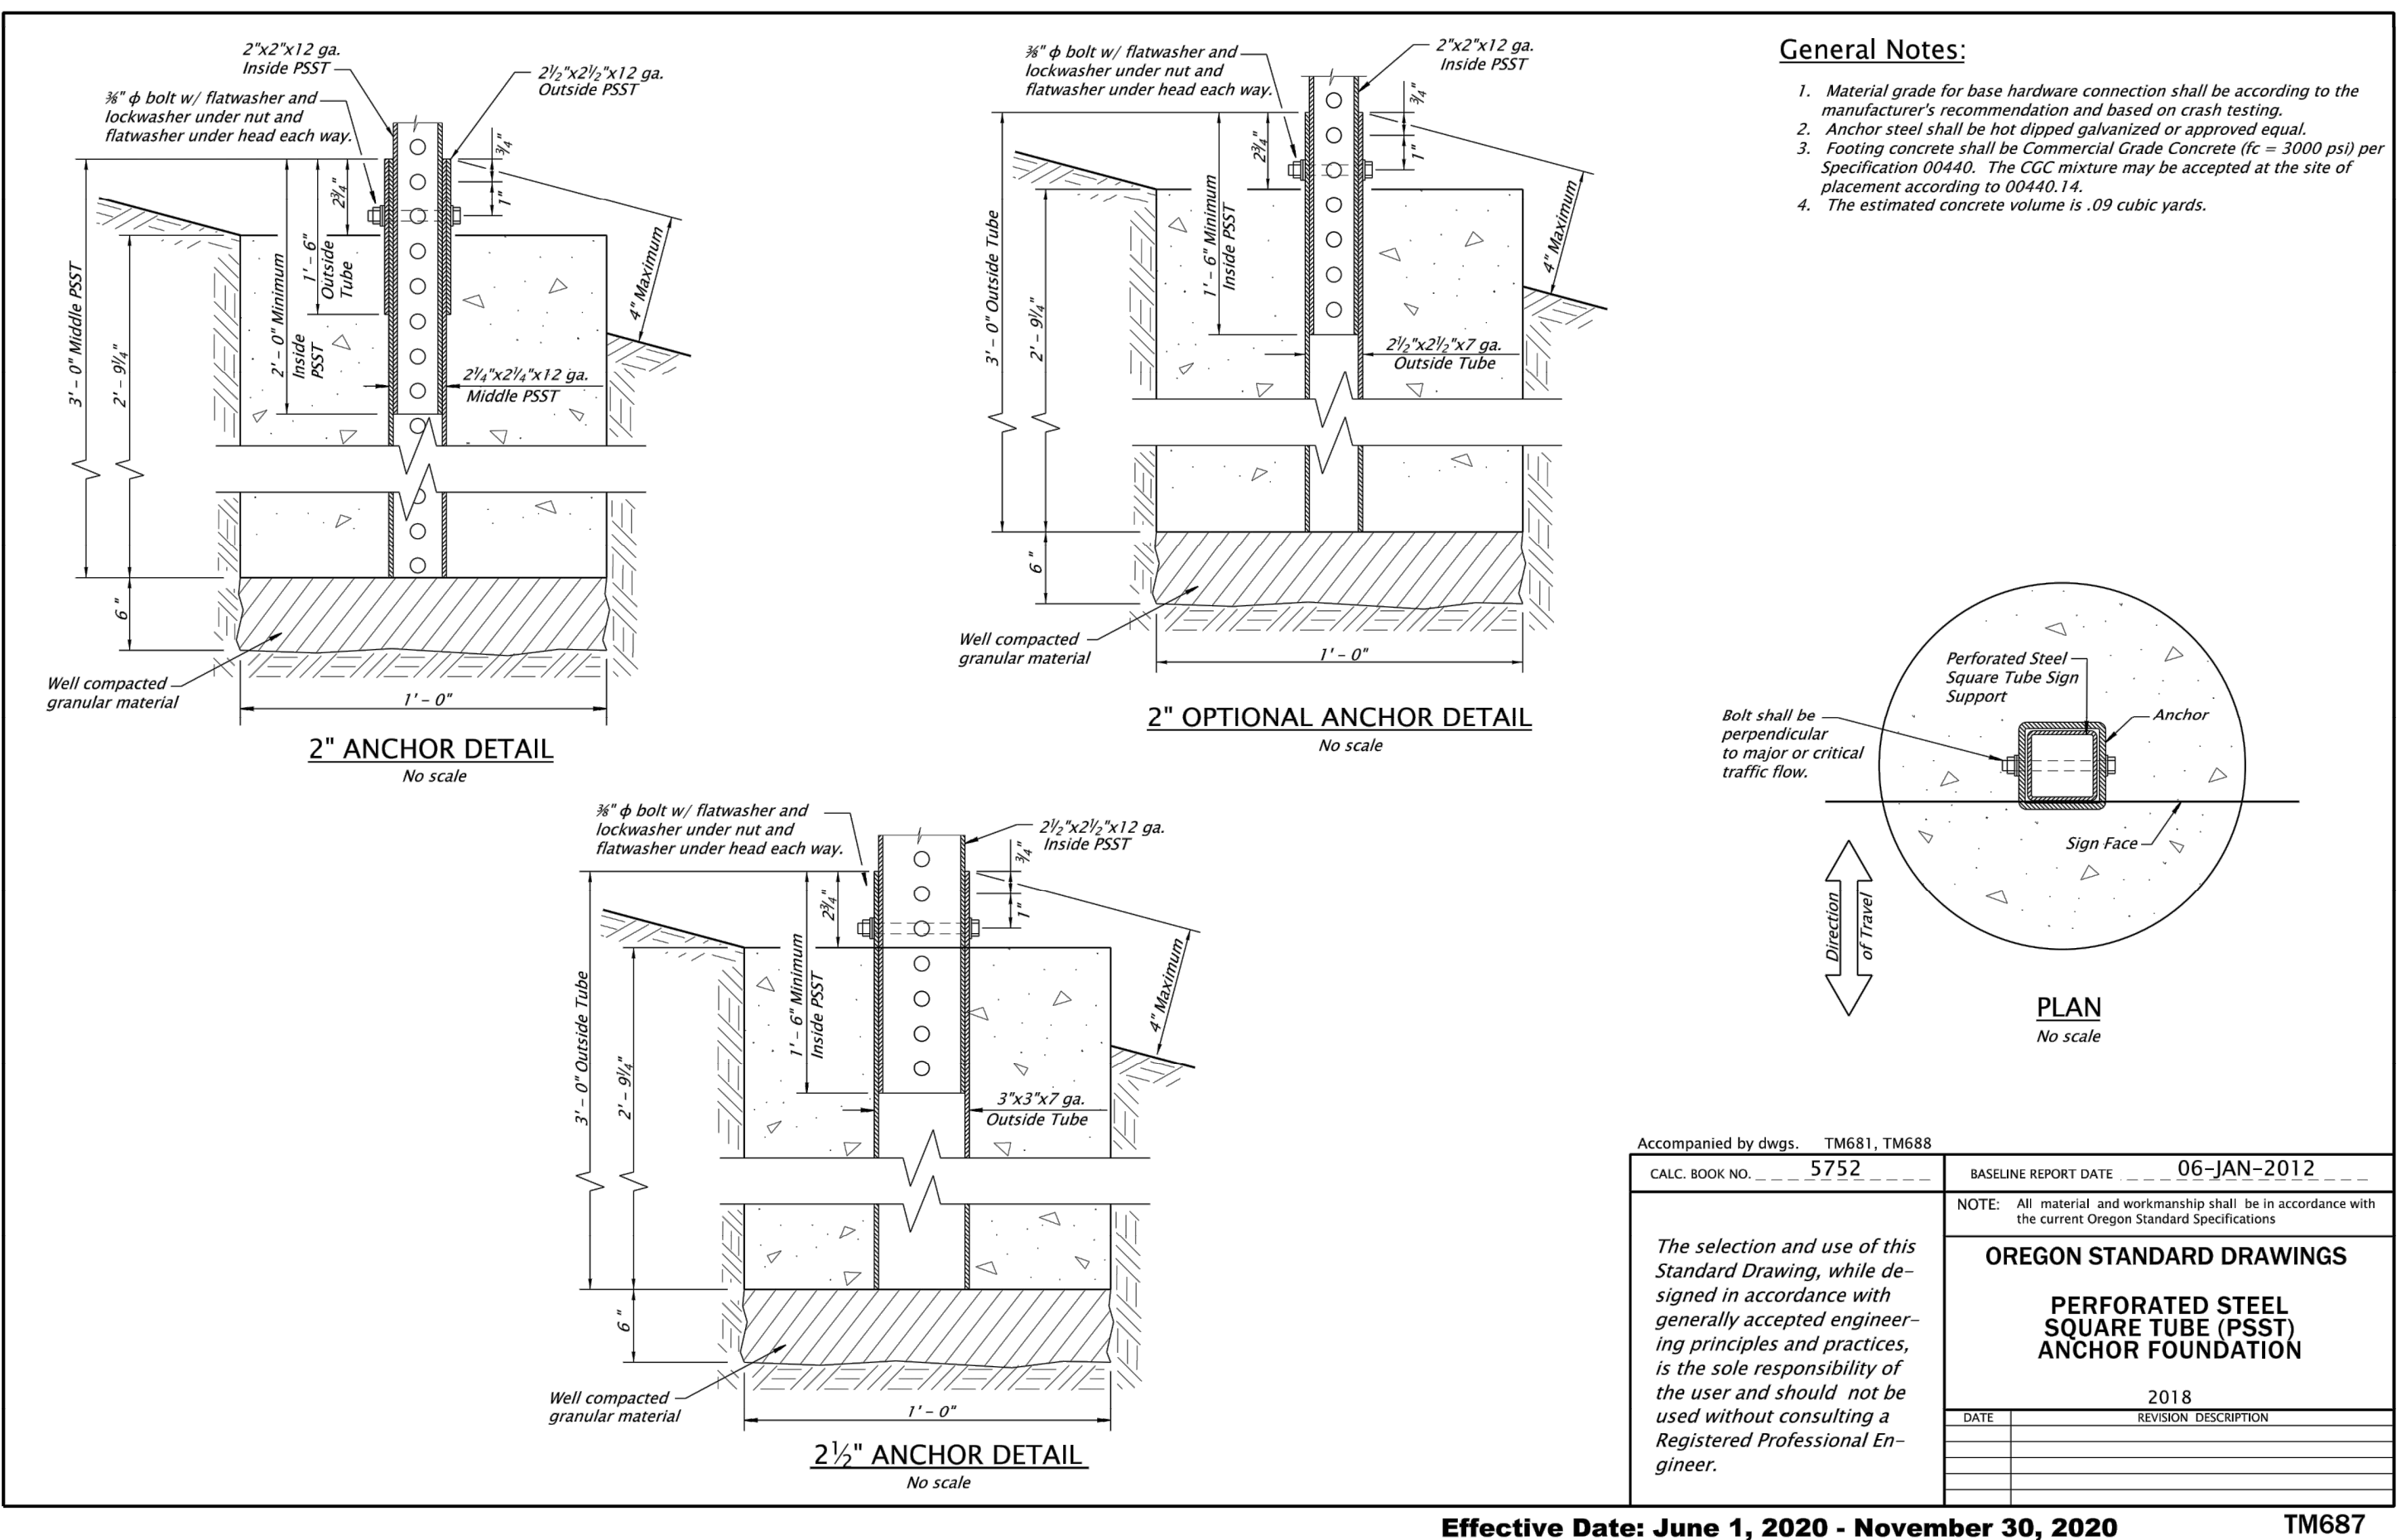 2"x2"x12 ga.
Inside PSST
2½"x2½"x12 ga.
Outside PSST
⅜" ϕ bolt w/ flatwasher and
lockwasher under nut and
flatwasher under head each way.
¾"
1"
2¾"
4" Maximum
3' - 0" Middle PSST
2' - 9¼"
2' - 0" Minimum
Inside
PSST
1' - 6"
Outside
Tube
2¼"x2¼"x12 ga.
Middle PSST
6"
Well compacted
granular material
1' - 0"
2" ANCHOR DETAIL
No scale
⅜" ϕ bolt w/ flatwasher and
lockwasher under nut and
flatwasher under head each way.
2"x2"x12 ga.
Inside PSST
¾"
1"
2¾"
4" Maximum
3' - 0" Outside Tube
2' - 9¼"
1' - 6" Minimum
Inside PSST
2½"x2½"x7 ga.
Outside Tube
6"
Well compacted
granular material
1' - 0"
2" OPTIONAL ANCHOR DETAIL
No scale
⅜" ϕ bolt w/ flatwasher and
lockwasher under nut and
flatwasher under head each way.
2½"x2½"x12 ga.
Inside PSST
¾"
1"
2¾"
4" Maximum
3' - 0" Outside Tube
2' - 9¼"
1' - 6" Minimum
Inside PSST
3"x3"x7 ga.
Outside Tube
6"
Well compacted
granular material
1' - 0"
2½" ANCHOR DETAIL
No scale
General Notes:
1. Material grade for base hardware connection shall be according to the
manufacturer's recommendation and based on crash testing.
2. Anchor steel shall be hot dipped galvanized or approved equal.
3. Footing concrete shall be Commercial Grade Concrete (fc = 3000 psi) per
Specification 00440. The CGC mixture may be accepted at the site of
placement according to 00440.14.
4. The estimated concrete volume is .09 cubic yards.
Perforated Steel
Square Tube Sign
Support
Anchor
Bolt shall be
perpendicular
to major or critical
traffic flow.
Sign Face
Direction
of Travel
PLAN
No scale
Accompanied by dwgs. TM681, TM688
CALC. BOOK NO. 5752
BASELINE REPORT DATE 06-JAN-2012
NOTE: All material and workmanship shall be in accordance with
the current Oregon Standard Specifications
The selection and use of this
Standard Drawing, while de-
signed in accordance with
generally accepted engineer-
ing principles and practices,
is the sole responsibility of
the user and should not be
used without consulting a
Registered Professional En-
gineer.
OREGON STANDARD DRAWINGS
PERFORATED STEEL
SQUARE TUBE (PSST)
ANCHOR FOUNDATION
2018
DATE REVISION DESCRIPTION
Effective Date: June 1, 2020 - November 30, 2020
TM687